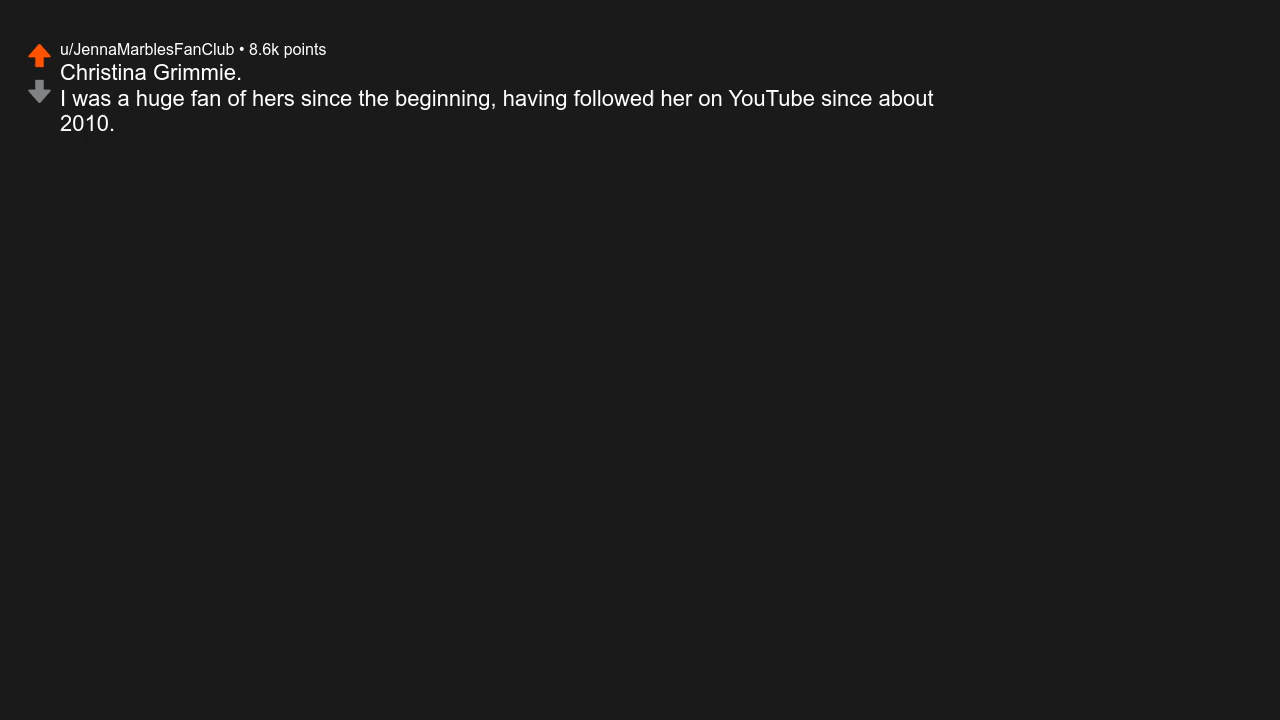 u/JennaMarblesFanClub • 8.6k points
Christina Grimmie.
I was a huge fan of hers since the beginning, having followed her on YouTube since about
2010.